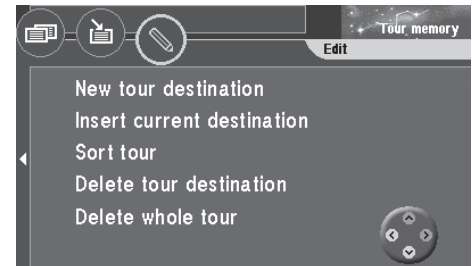 Tour memory
Edit
New tour destination
Insert current destination
Sort tour
Delete tour destination
Delete whole tour